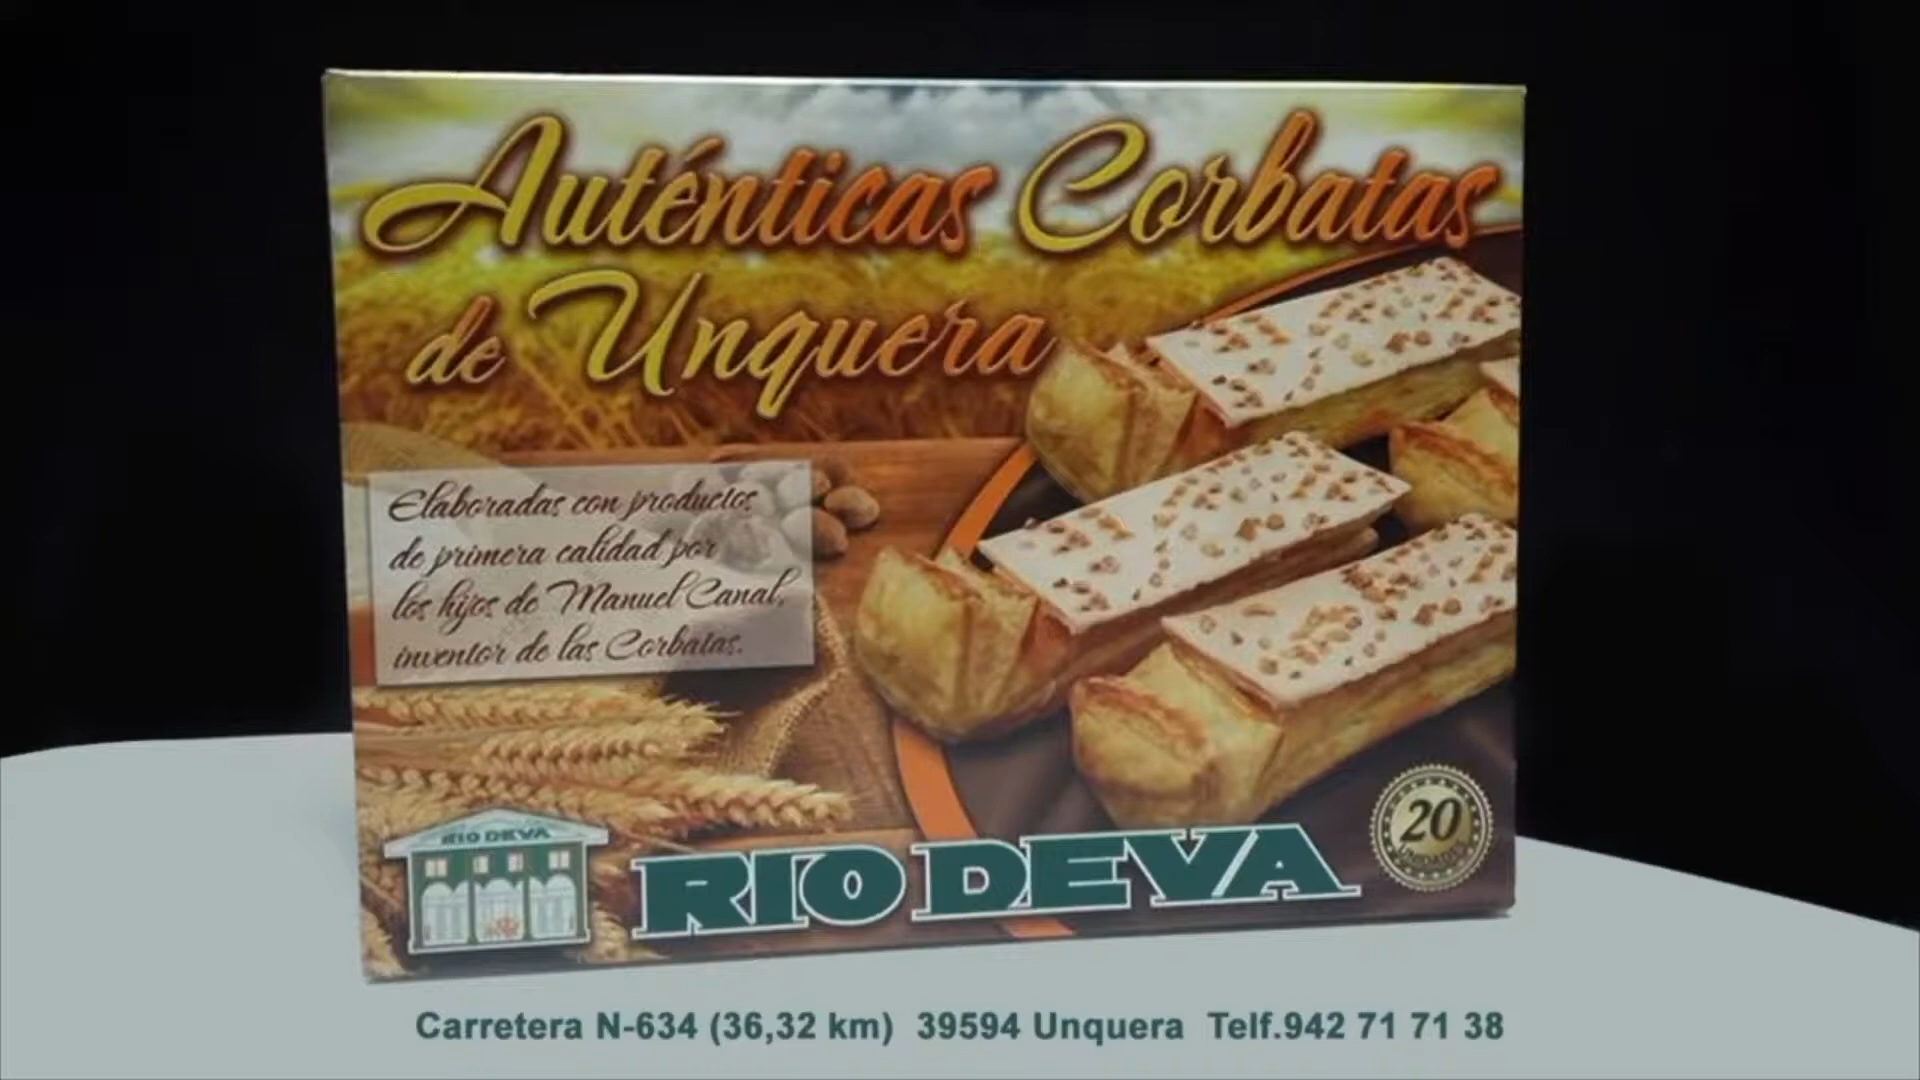 Auténticas Corbatas
de Unquera
Elaboradas con productos
de primera calidad por
los hijos de Manuel Canal,
inventor de las Corbatas.
RIO DEVA
RIO DEVA
20
UNIDADES
Carretera N-634 (36,32 km) 39594 Unquera Telf.942 71 71 38